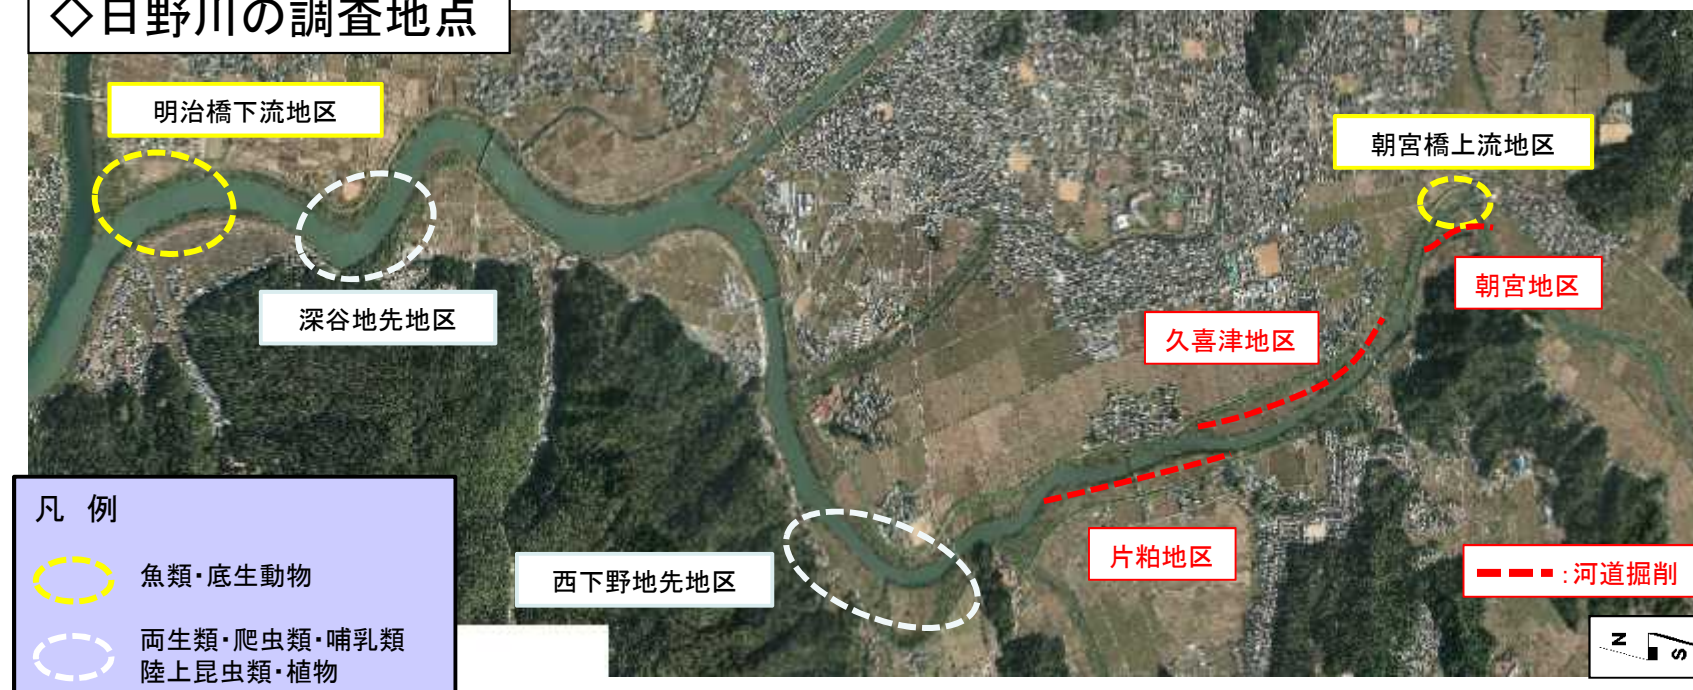 ◇日野川の調査地点
明治橋下流地区
朝宮橋上流地区
深谷地先地区
朝宮地区
久喜津地区
西下野地先地区
片粕地区
:河道掘削
凡 例
魚類・底生動物
両生類・爬虫類・哺乳類
陸上昆虫類・植物
N
S